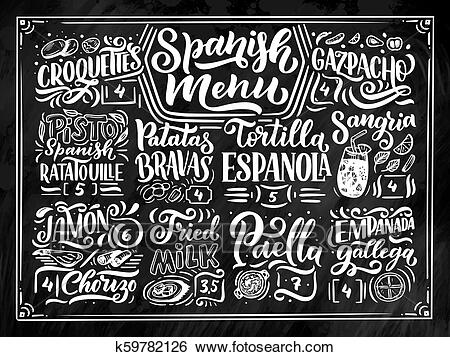 Spanish
Menu
CROQUETTES
4
GAZPACHO
4
PISTO
Spanish
RATATOUILLE
5
Patatas
BRAVAS
4
Tortilla
ESPANOLA
5
Sangria
4
JAMON
6
4
Chorizo
Fried
MILK
3,5
Paella
7
EMPANADA
gallega
4
k59782126 www.fotosearch.com